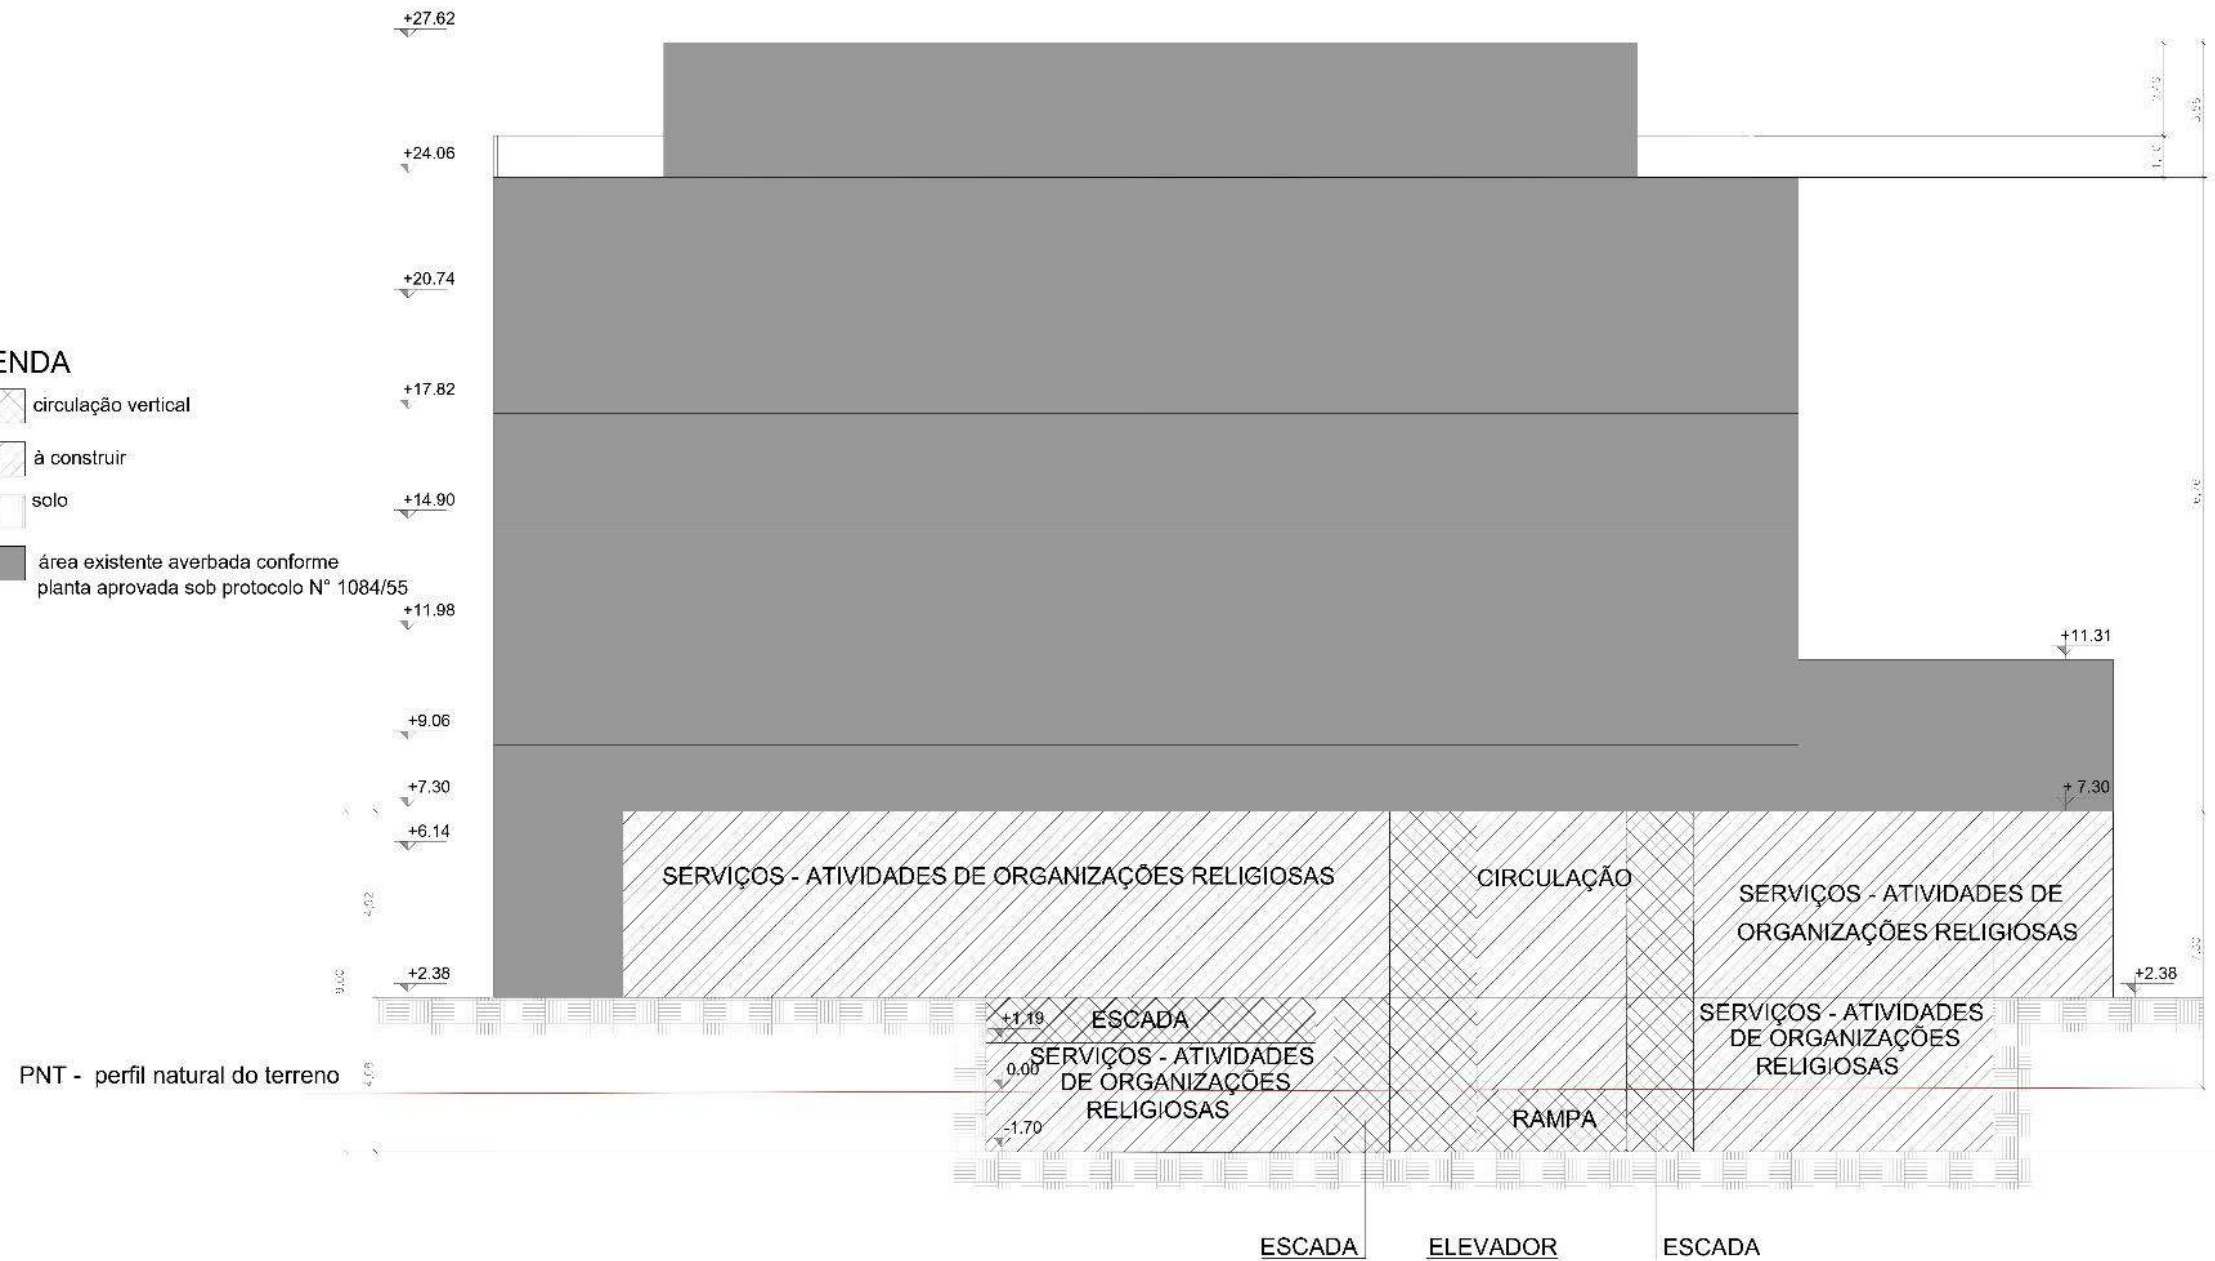 +27.62
+24.06
+20.74
ENDA
+17.82
circulação vertical
à construir
+14.90
solo
área existente averbada conforme
planta aprovada sob protocolo N° 1084/55
+11.98
+11.31
+9.06
+7.30
+ 7.30
+6.14
SERVIÇOS - ATIVIDADES DE ORGANIZAÇÕES RELIGIOSAS
CIRCULAÇÃO
SERVIÇOS - ATIVIDADES DE
ORGANIZAÇÕES RELIGIOSAS
4,92
+2.38
+2.38
+1.19
ESCADA
SERVIÇOS - ATIVIDADES
DE ORGANIZAÇÕES
RELIGIOSAS
SERVIÇOS - ATIVIDADES
DE ORGANIZAÇÕES
RELIGIOSAS
0.00
PNT - perfil natural do terreno
-1.70
RAMPA
ESCADA
ELEVADOR
ESCADA